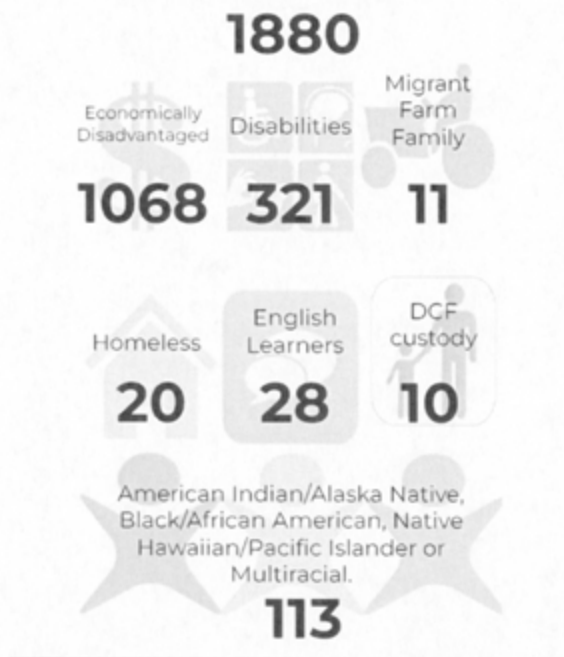 1880
Economically
Disadvantaged
1068
Disabilities
321
Migrant
Farm
Family
11
Homeless
20
English
Learners
28
DCF
custody
10
American Indian/Alaska Native,
Black/African American, Native
Hawaiian/Pacific Islander or
Multiracial.
113